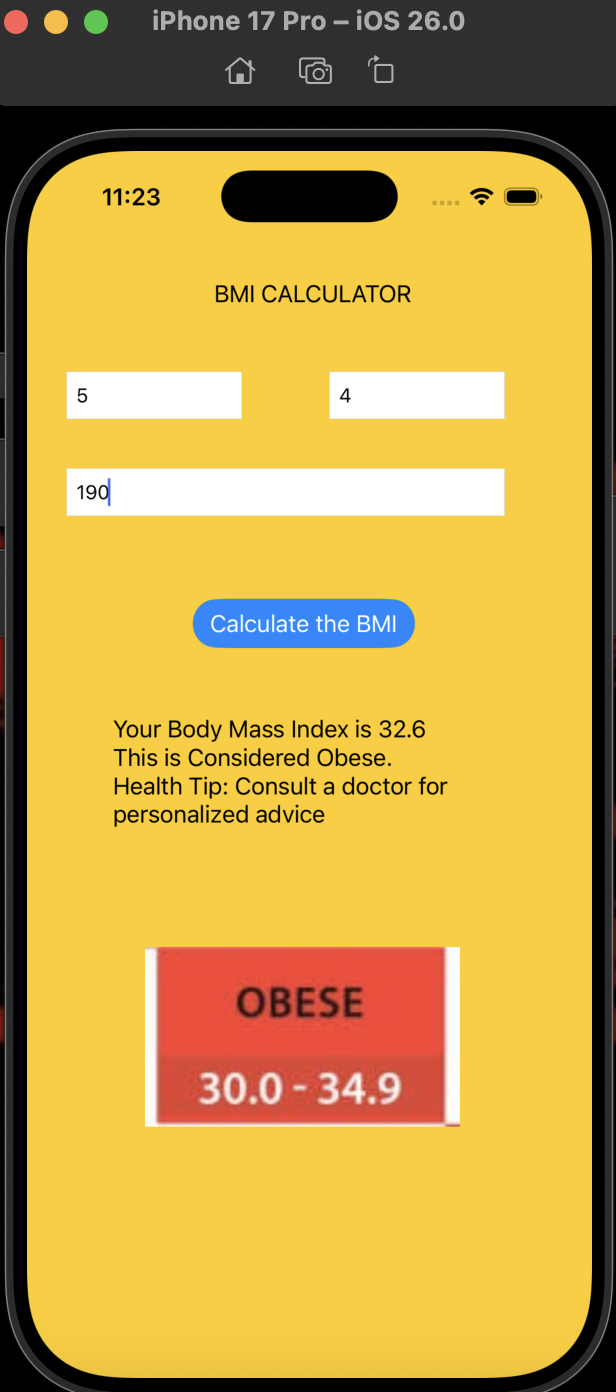 iPhone 17 Pro – iOS 26.0
11:23
BMI CALCULATOR
5
4
190
Calculate the BMI
Your Body Mass Index is 32.6
This is Considered Obese.
Health Tip: Consult a doctor for
personalized advice
OBESE
30.0 - 34.9